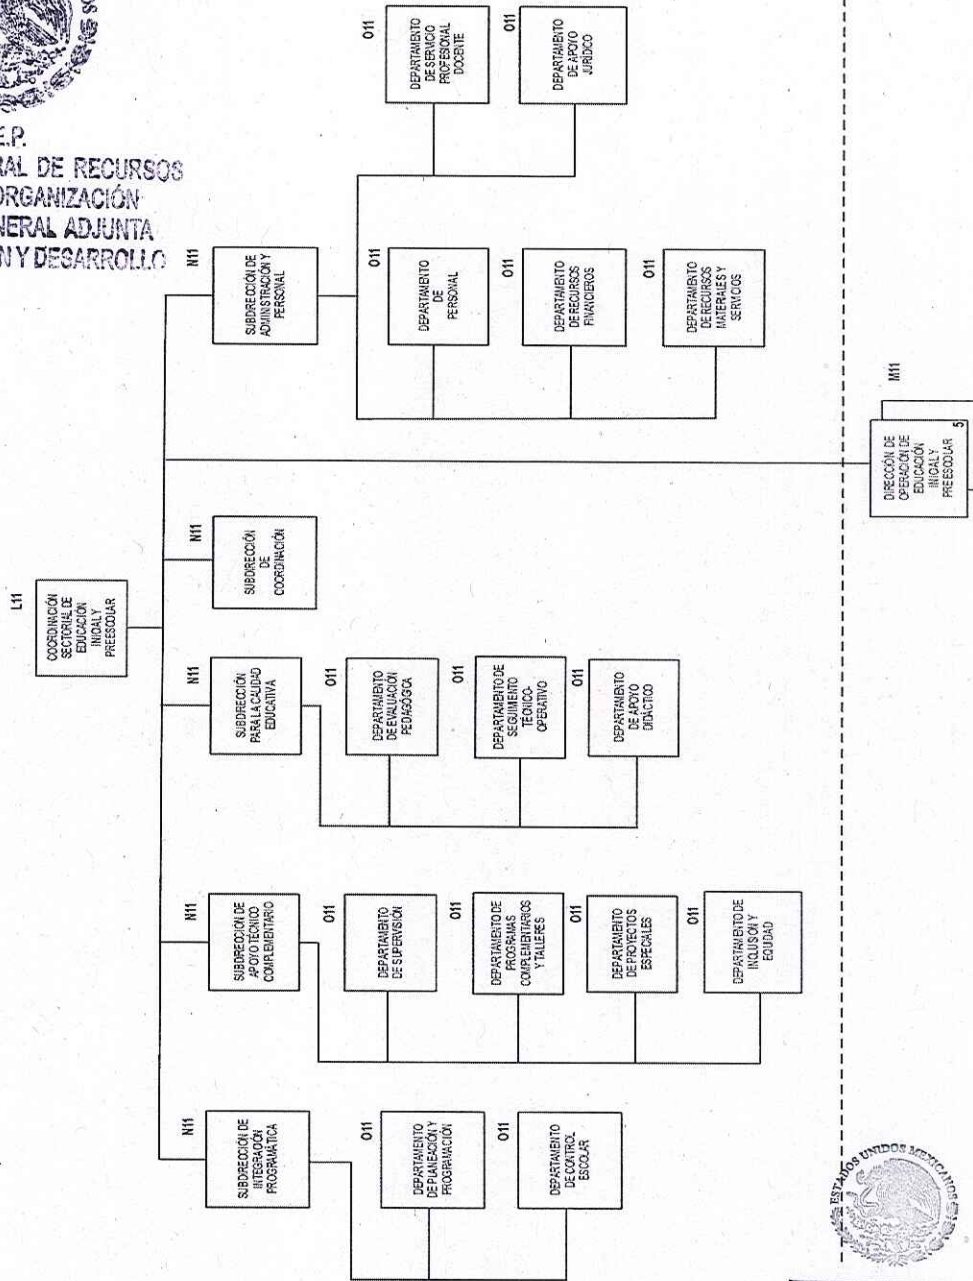 E.P.
RAL DE RECURSOS
ORGANIZACIÓN
NERAL ADJUNTA
N Y DESARROLLO
L11
COORDINACIÓN
SECTORIAL DE
EDUCACIÓN
INICIAL Y
PREESCOLAR
N11
SUBDIRECCIÓN DE
INTEGRACIÓN
PROGRAMÁTICA
O11
DEPARTAMENTO
DE PLANEACIÓN Y
PROGRAMACIÓN
O11
DEPARTAMENTO
DE CONTROL
ESCOLAR
N11
SUBDIRECCIÓN DE
APOYO TÉCNICO
COMPLEMENTARIO
O11
DEPARTAMENTO
DE SUPERVISIÓN
O11
DEPARTAMENTO DE
PROGRAMAS
COMPLEMENTARIOS
Y TALLERES
O11
DEPARTAMENTO
DE PROYECTOS
ESPECIALES
O11
DEPARTAMENTO DE
INCLUSIÓN Y
EQUIDAD
N11
SUBDIRECCIÓN
PARA LA CALIDAD
EDUCATIVA
O11
DEPARTAMENTO
DE EVALUACIÓN
PEDAGÓGICA
O11
DEPARTAMENTO DE
SEGUIMIENTO
TÉCNICO-
OPERATIVO
O11
DEPARTAMENTO
DE APOYO
DIDÁCTICO
N11
SUBDIRECCIÓN
DE
COORDINACIÓN
N11
SUBDIRECCIÓN DE
ADMINISTRACIÓN Y
PERSONAL
O11
DEPARTAMENTO
DE
PERSONAL
O11
DEPARTAMENTO
DE RECURSOS
FINANCIEROS
O11
DEPARTAMENTO
DE RECURSOS
MATERIALES Y
SERVICIOS
O11
DEPARTAMENTO
DE SERVICIO
PROFESIONAL
DOCENTE
O11
DEPARTAMENTO
DE APOYO
JURÍDICO
M11
DIRECCIÓN DE
OPERACIÓN DE
EDUCACIÓN
INICIAL Y
PREESCOLAR
5
ESTADOS UNIDOS MEXICANOS